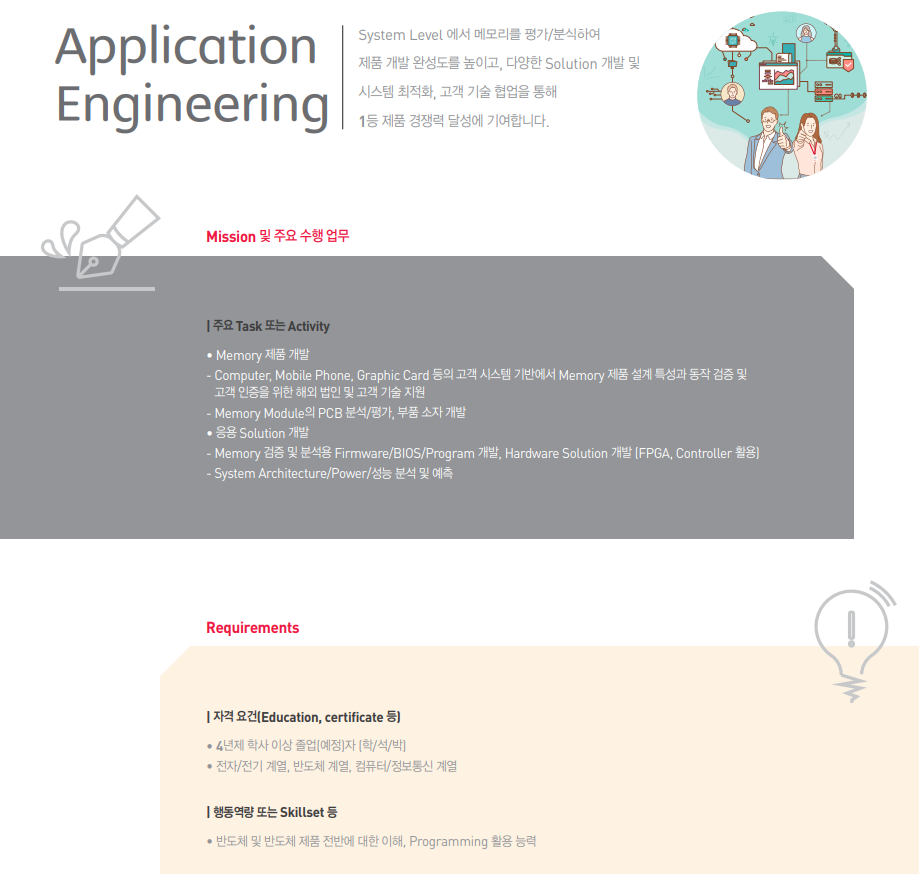 Application
Engineering
System Level 에서 메모리를 평가/분식하여
제품 개발 완성도를 높이고, 다양한 Solution 개발 및
시스템 최적화, 고객 기술 협업을 통해
1등 제품 경쟁력 달성에 기여합니다.
Mission 및 주요 수행 업무
| 주요 Task 또는 Activity
• Memory 제품 개발
- Computer, Mobile Phone, Graphic Card 등의 고객 시스템 기반에서 Memory 제품 설계 특성과 동작 검증 및
고객 인증을 위한 해외 법인 및 고객 기술 지원
- Memory Module의 PCB 분석/평가, 부품 소자 개발
• 응용 Solution 개발
- Memory 검증 및 분석용 Firmware/BIOS/Program 개발, Hardware Solution 개발 (FPGA, Controller 활용)
- System Architecture/Power/성능 분석 및 예측
Requirements
| 자격 요건(Education, certificate 등)
• 4년제 학사 이상 졸업(예정)자 (학/석/박)
• 전자/전기 계열, 반도체 계열, 컴퓨터/정보통신 계열
| 행동역량 또는 Skillset 등
• 반도체 및 반도체 제품 전반에 대한 이해, Programming 활용 능력